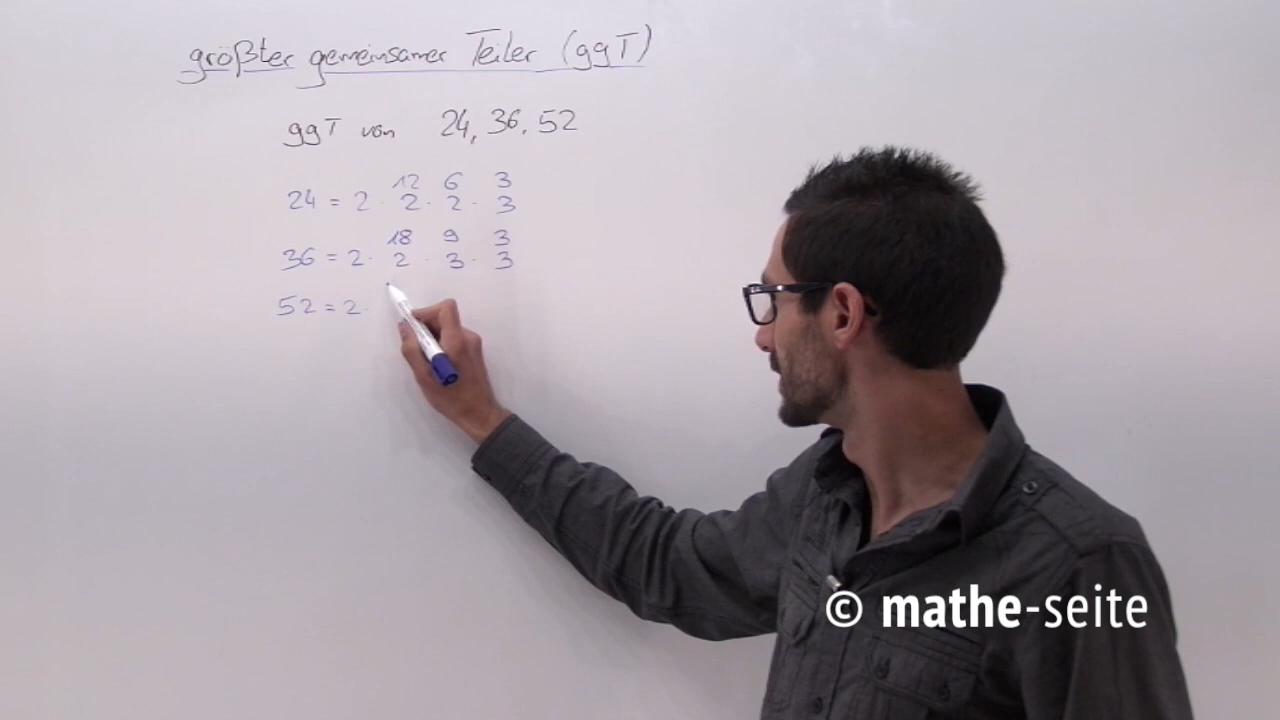 größter gemeinsamer Teiler (ggT)
ggT von 24, 36, 52
12 6 3
24 = 2 · 2 · 2 · 3
18 9 3
36 = 2 · 2 · 3 · 3
52 = 2 ·
© mathe-seite